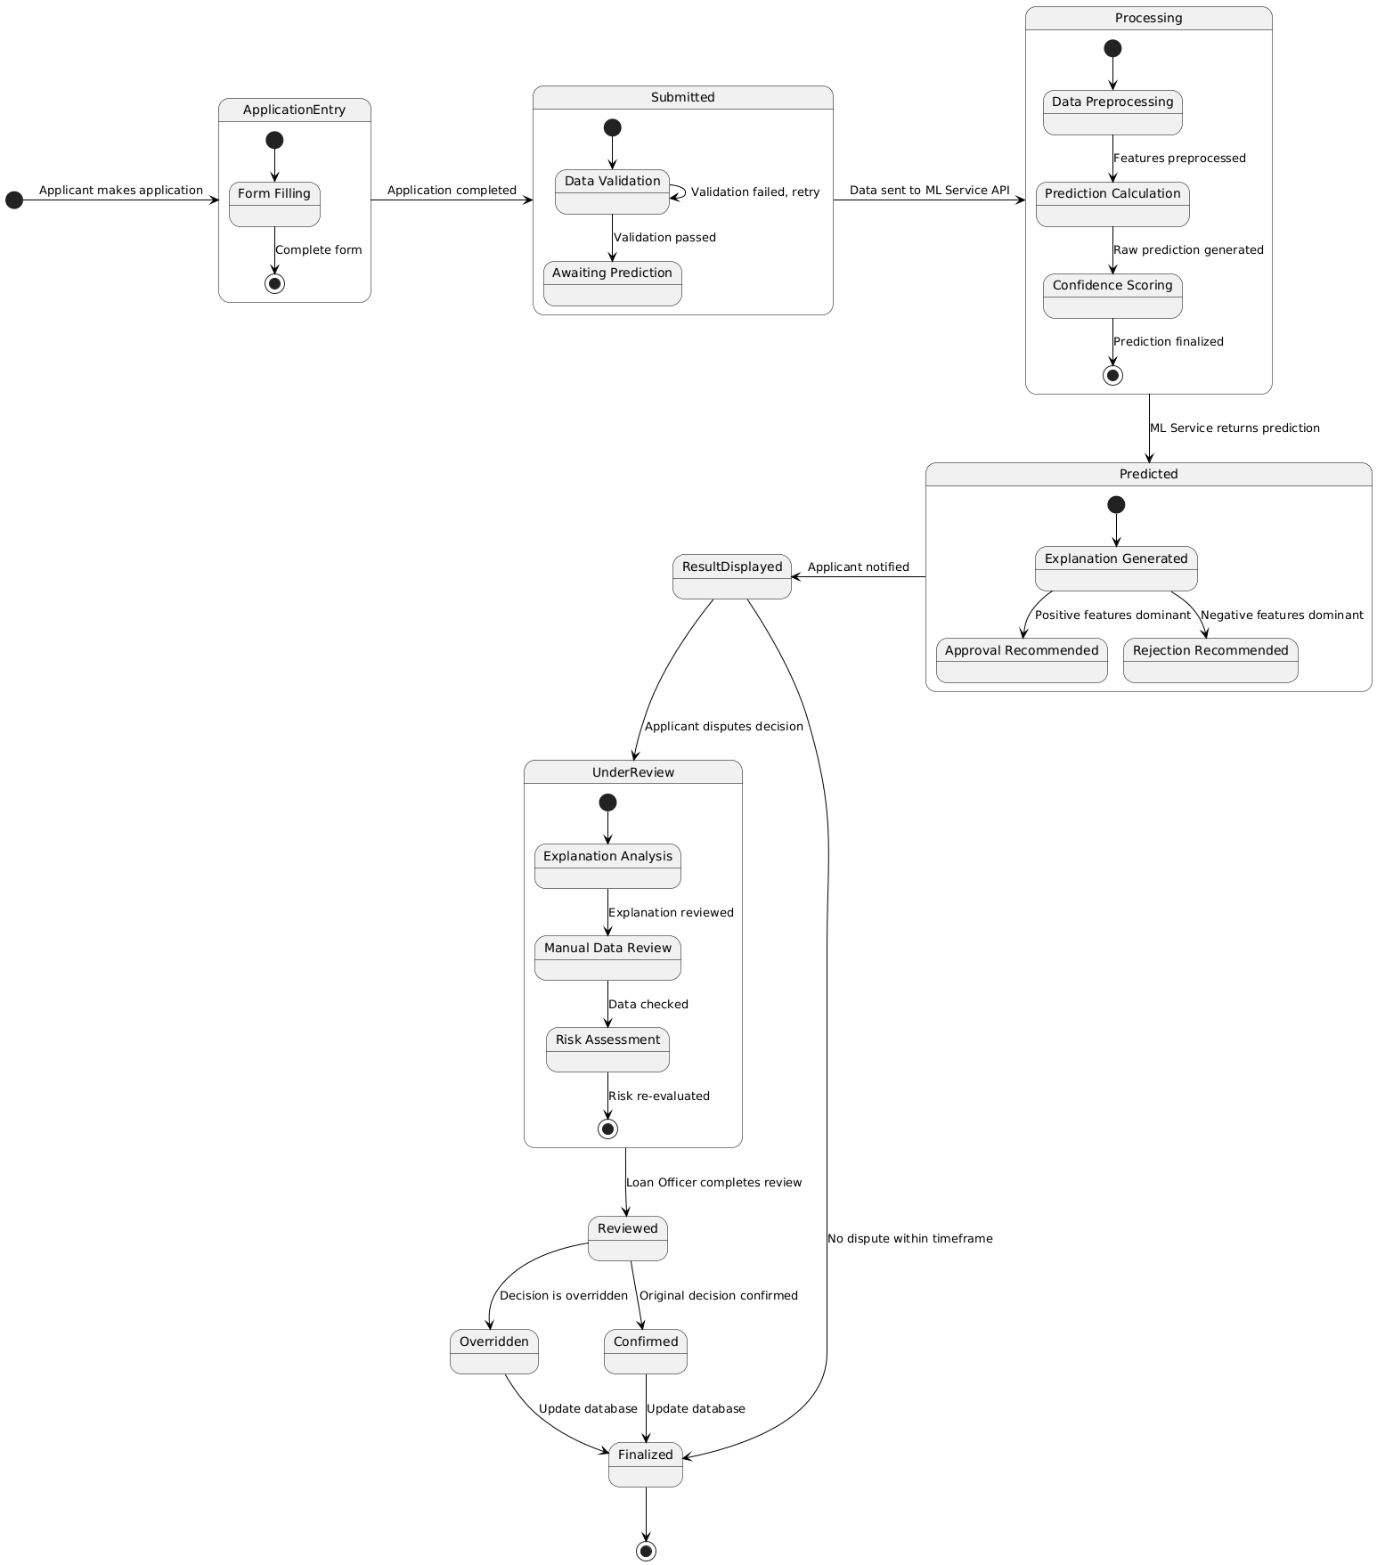 Processing
Data Preprocessing
Features preprocessed
Prediction Calculation
Raw prediction generated
Confidence Scoring
Prediction finalized
ApplicationEntry
Form Filling
Complete form
Applicant makes application
Application completed
Submitted
Data Validation
Validation failed, retry
Validation passed
Awaiting Prediction
Data sent to ML Service API
ML Service returns prediction
Predicted
Explanation Generated
Positive features dominant
Negative features dominant
Approval Recommended
Rejection Recommended
Applicant notified
ResultDisplayed
Applicant disputes decision
UnderReview
Explanation Analysis
Explanation reviewed
Manual Data Review
Data checked
Risk Assessment
Risk re-evaluated
Loan Officer completes review
Reviewed
No dispute within timeframe
Decision is overridden
Original decision confirmed
Overridden
Confirmed
Update database
Update database
Finalized